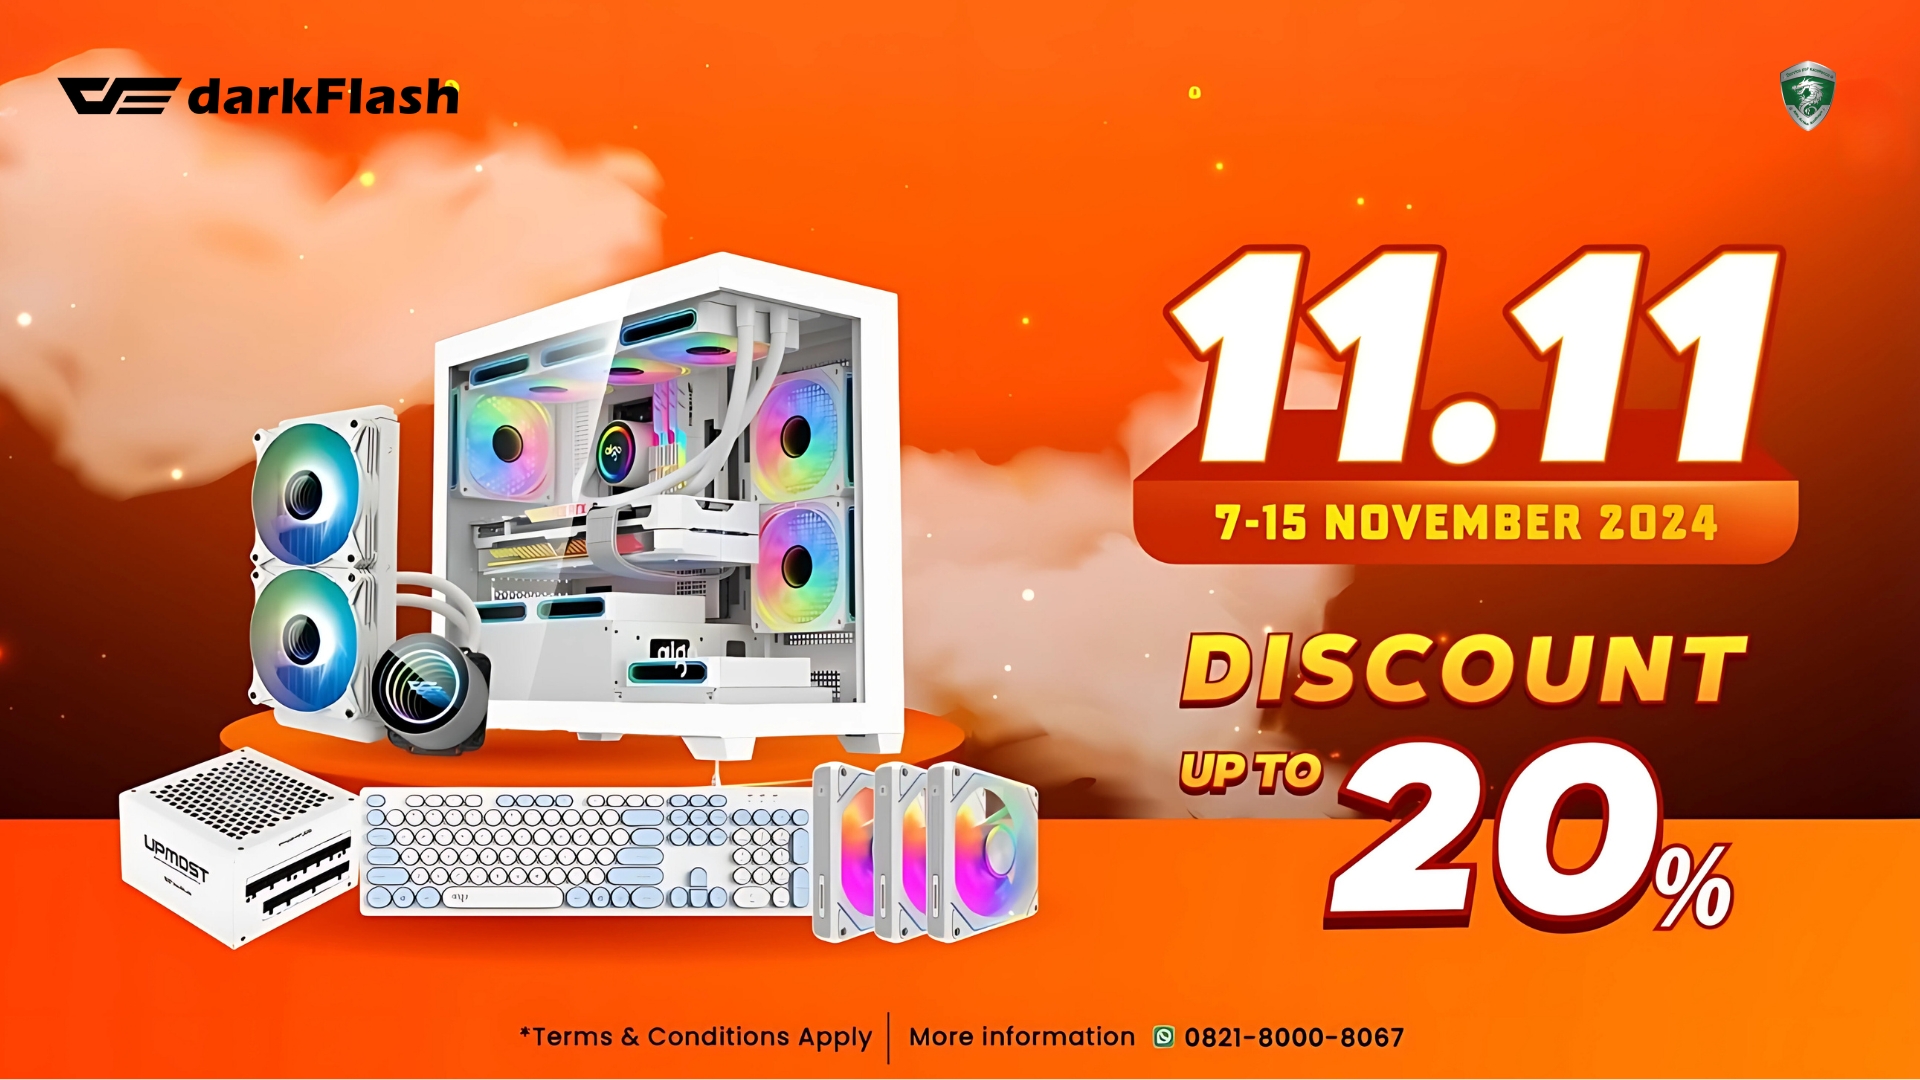 darkFlash
11.11
7-15 NOVEMBER 2024
DISCOUNT
UP TO 20%
algo
UPMOST
*Terms & Conditions Apply
More information 0821-8000-8067